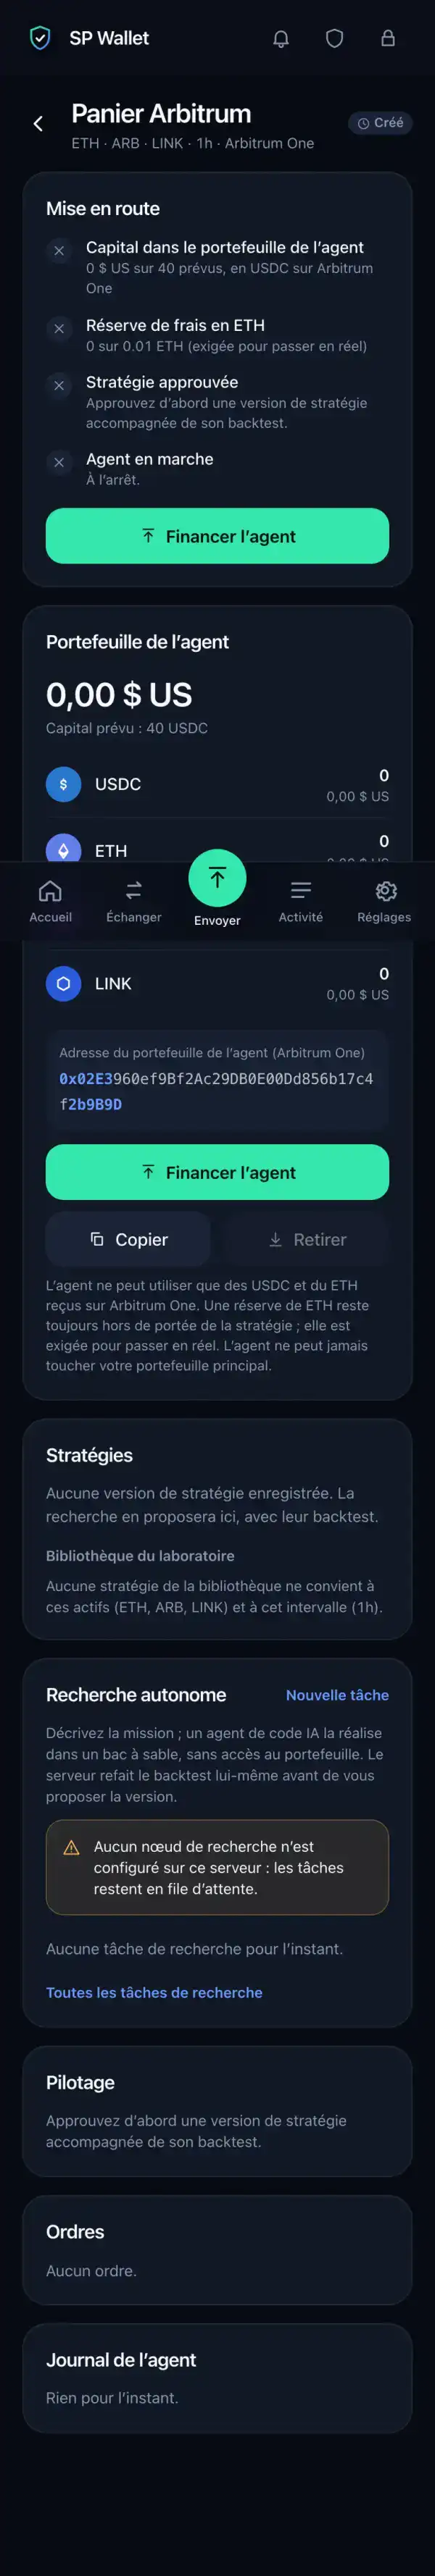 SP Wallet
Panier Arbitrum
ETH · ARB · LINK · 1h · Arbitrum One
Créé
Mise en route
Capital dans le portefeuille de l’agent
0 $ US sur 40 prévus, en USDC sur Arbitrum
One
Réserve de frais en ETH
0 sur 0.01 ETH (exigée pour passer en réel)
Stratégie approuvée
Approuvez d’abord une version de stratégie
accompagnée de son backtest.
Agent en marche
À l’arrêt.
Financer l’agent
Portefeuille de l’agent
0,00 $ US
Capital prévu : 40 USDC
USDC
0
0,00 $ US
ETH
0
Accueil
Échanger
Envoyer
Activité
Réglages
LINK
0
0,00 $ US
Adresse du portefeuille de l’agent (Arbitrum One)
0x02E3960ef9Bf2Ac29DB0E00Dd856b17c4
f2b9B9D
Financer l’agent
Copier
Retirer
L’agent ne peut utiliser que des USDC et du ETH
reçus sur Arbitrum One. Une réserve de ETH reste
toujours hors de portée de la stratégie ; elle est
exigée pour passer en réel. L’agent ne peut jamais
toucher votre portefeuille principal.
Stratégies
Aucune version de stratégie enregistrée. La
recherche en proposera ici, avec leur backtest.
Bibliothèque du laboratoire
Aucune stratégie de la bibliothèque ne convient à
ces actifs (ETH, ARB, LINK) et à cet intervalle (1h).
Recherche autonome
Nouvelle tâche
Décrivez la mission ; un agent de code IA la réalise
dans un bac à sable, sans accès au portefeuille. Le
serveur refait le backtest lui-même avant de vous
proposer la version.
Aucun nœud de recherche n’est
configuré sur ce serveur : les tâches
restent en file d’attente.
Aucune tâche de recherche pour l’instant.
Toutes les tâches de recherche
Pilotage
Approuvez d’abord une version de stratégie
accompagnée de son backtest.
Ordres
Aucun ordre.
Journal de l’agent
Rien pour l’instant.